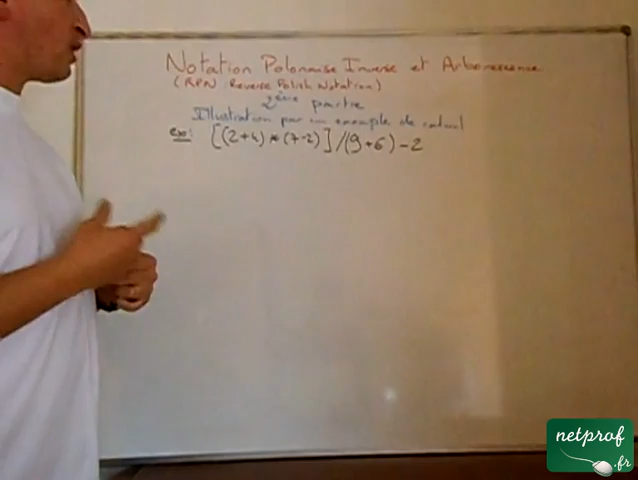 Notation Polonaise Inverse et Arborescence
(RPN Reverse Polish Notation)
2ème partie
Illustration par un exemple de calcul
ex: [(2+4)*(7-2)]/(9+6)-2
netprof
.fr